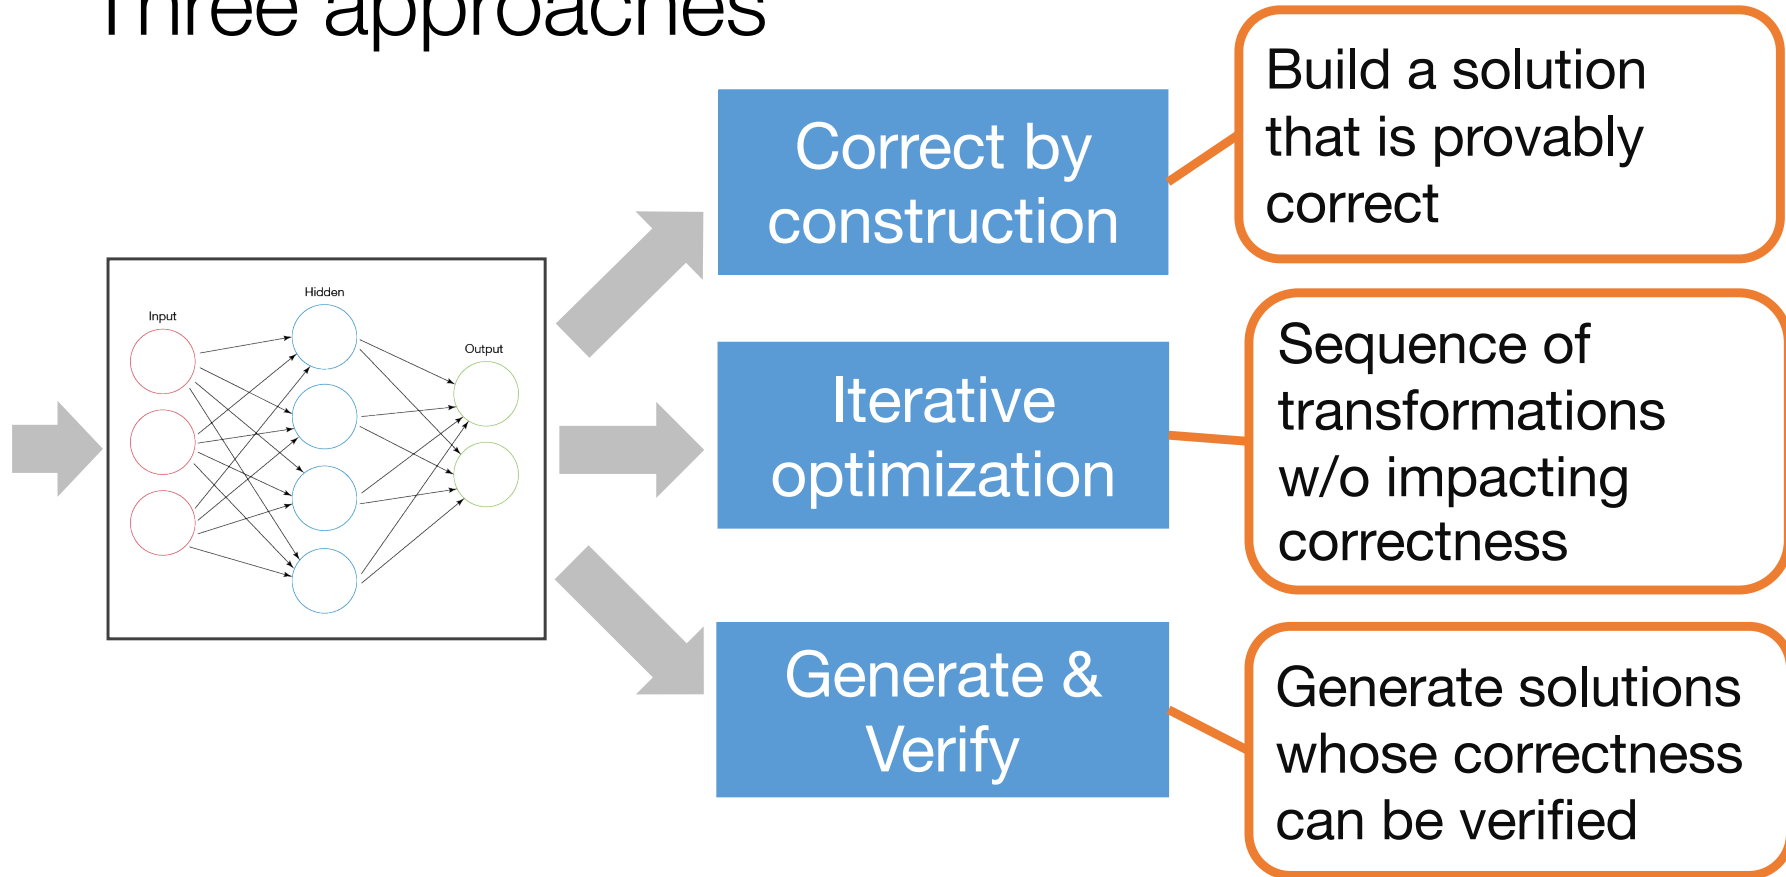 Three approaches
Input
Hidden
Output
Correct by
construction
Build a solution
that is provably
correct
Iterative
optimization
Sequence of
transformations
w/o impacting
correctness
Generate &
Verify
Generate solutions
whose correctness
can be verified